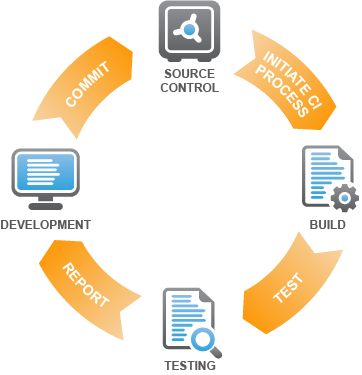 SOURCE
CONTROL
INITIATE CI
PROCESS
BUILD
TEST
TESTING
REPORT
DEVELOPMENT
COMMIT